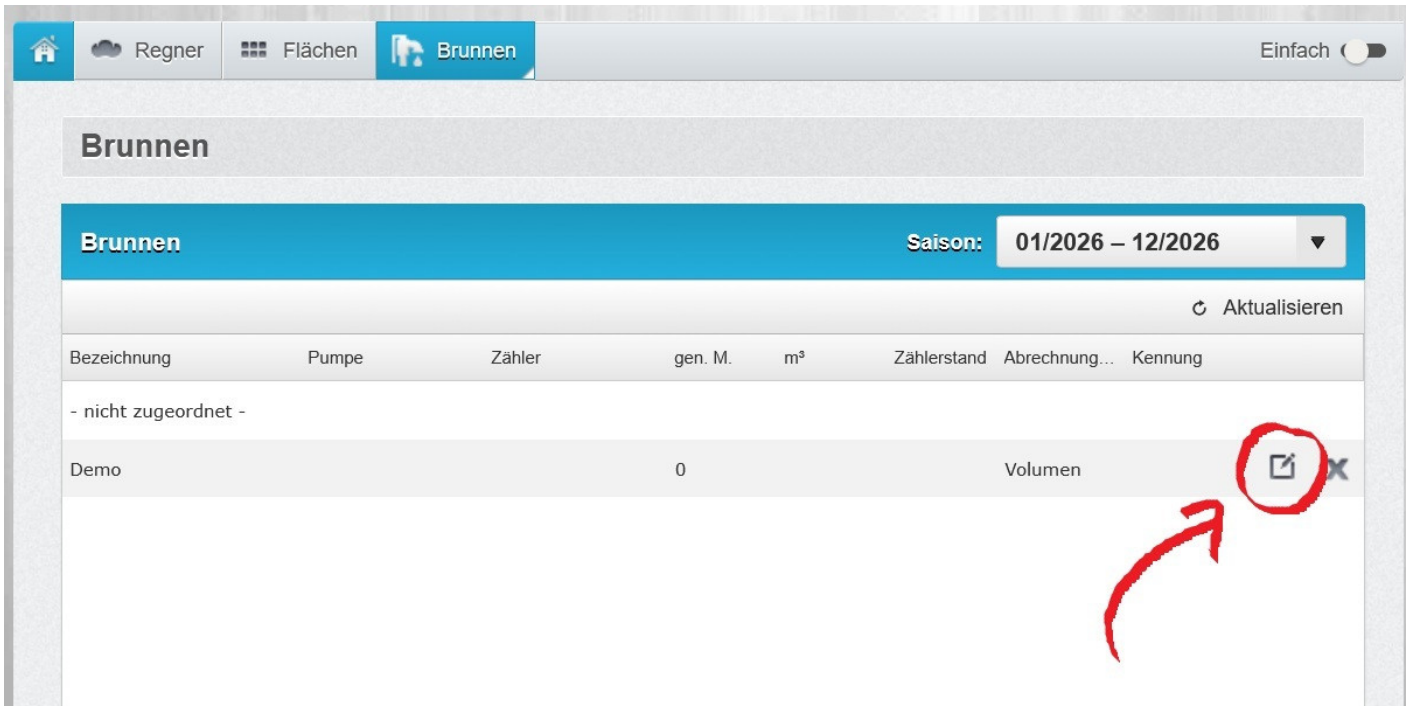 Regner Flächen Brunnen Einfach
Brunnen
Brunnen Saison: 01/2026 – 12/2026
Aktualisieren
Bezeichnung Pumpe Zähler gen. M. m³ Zählerstand Abrechnung... Kennung
- nicht zugeordnet -
Demo 0 Volumen